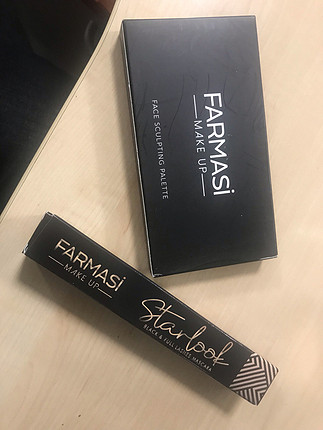 FARMASi
MAKE UP
FACE SCULPTING PALETTE
FARMASi
MAKE UP
Starlook
BLACK & FULL LASHES MASCARA